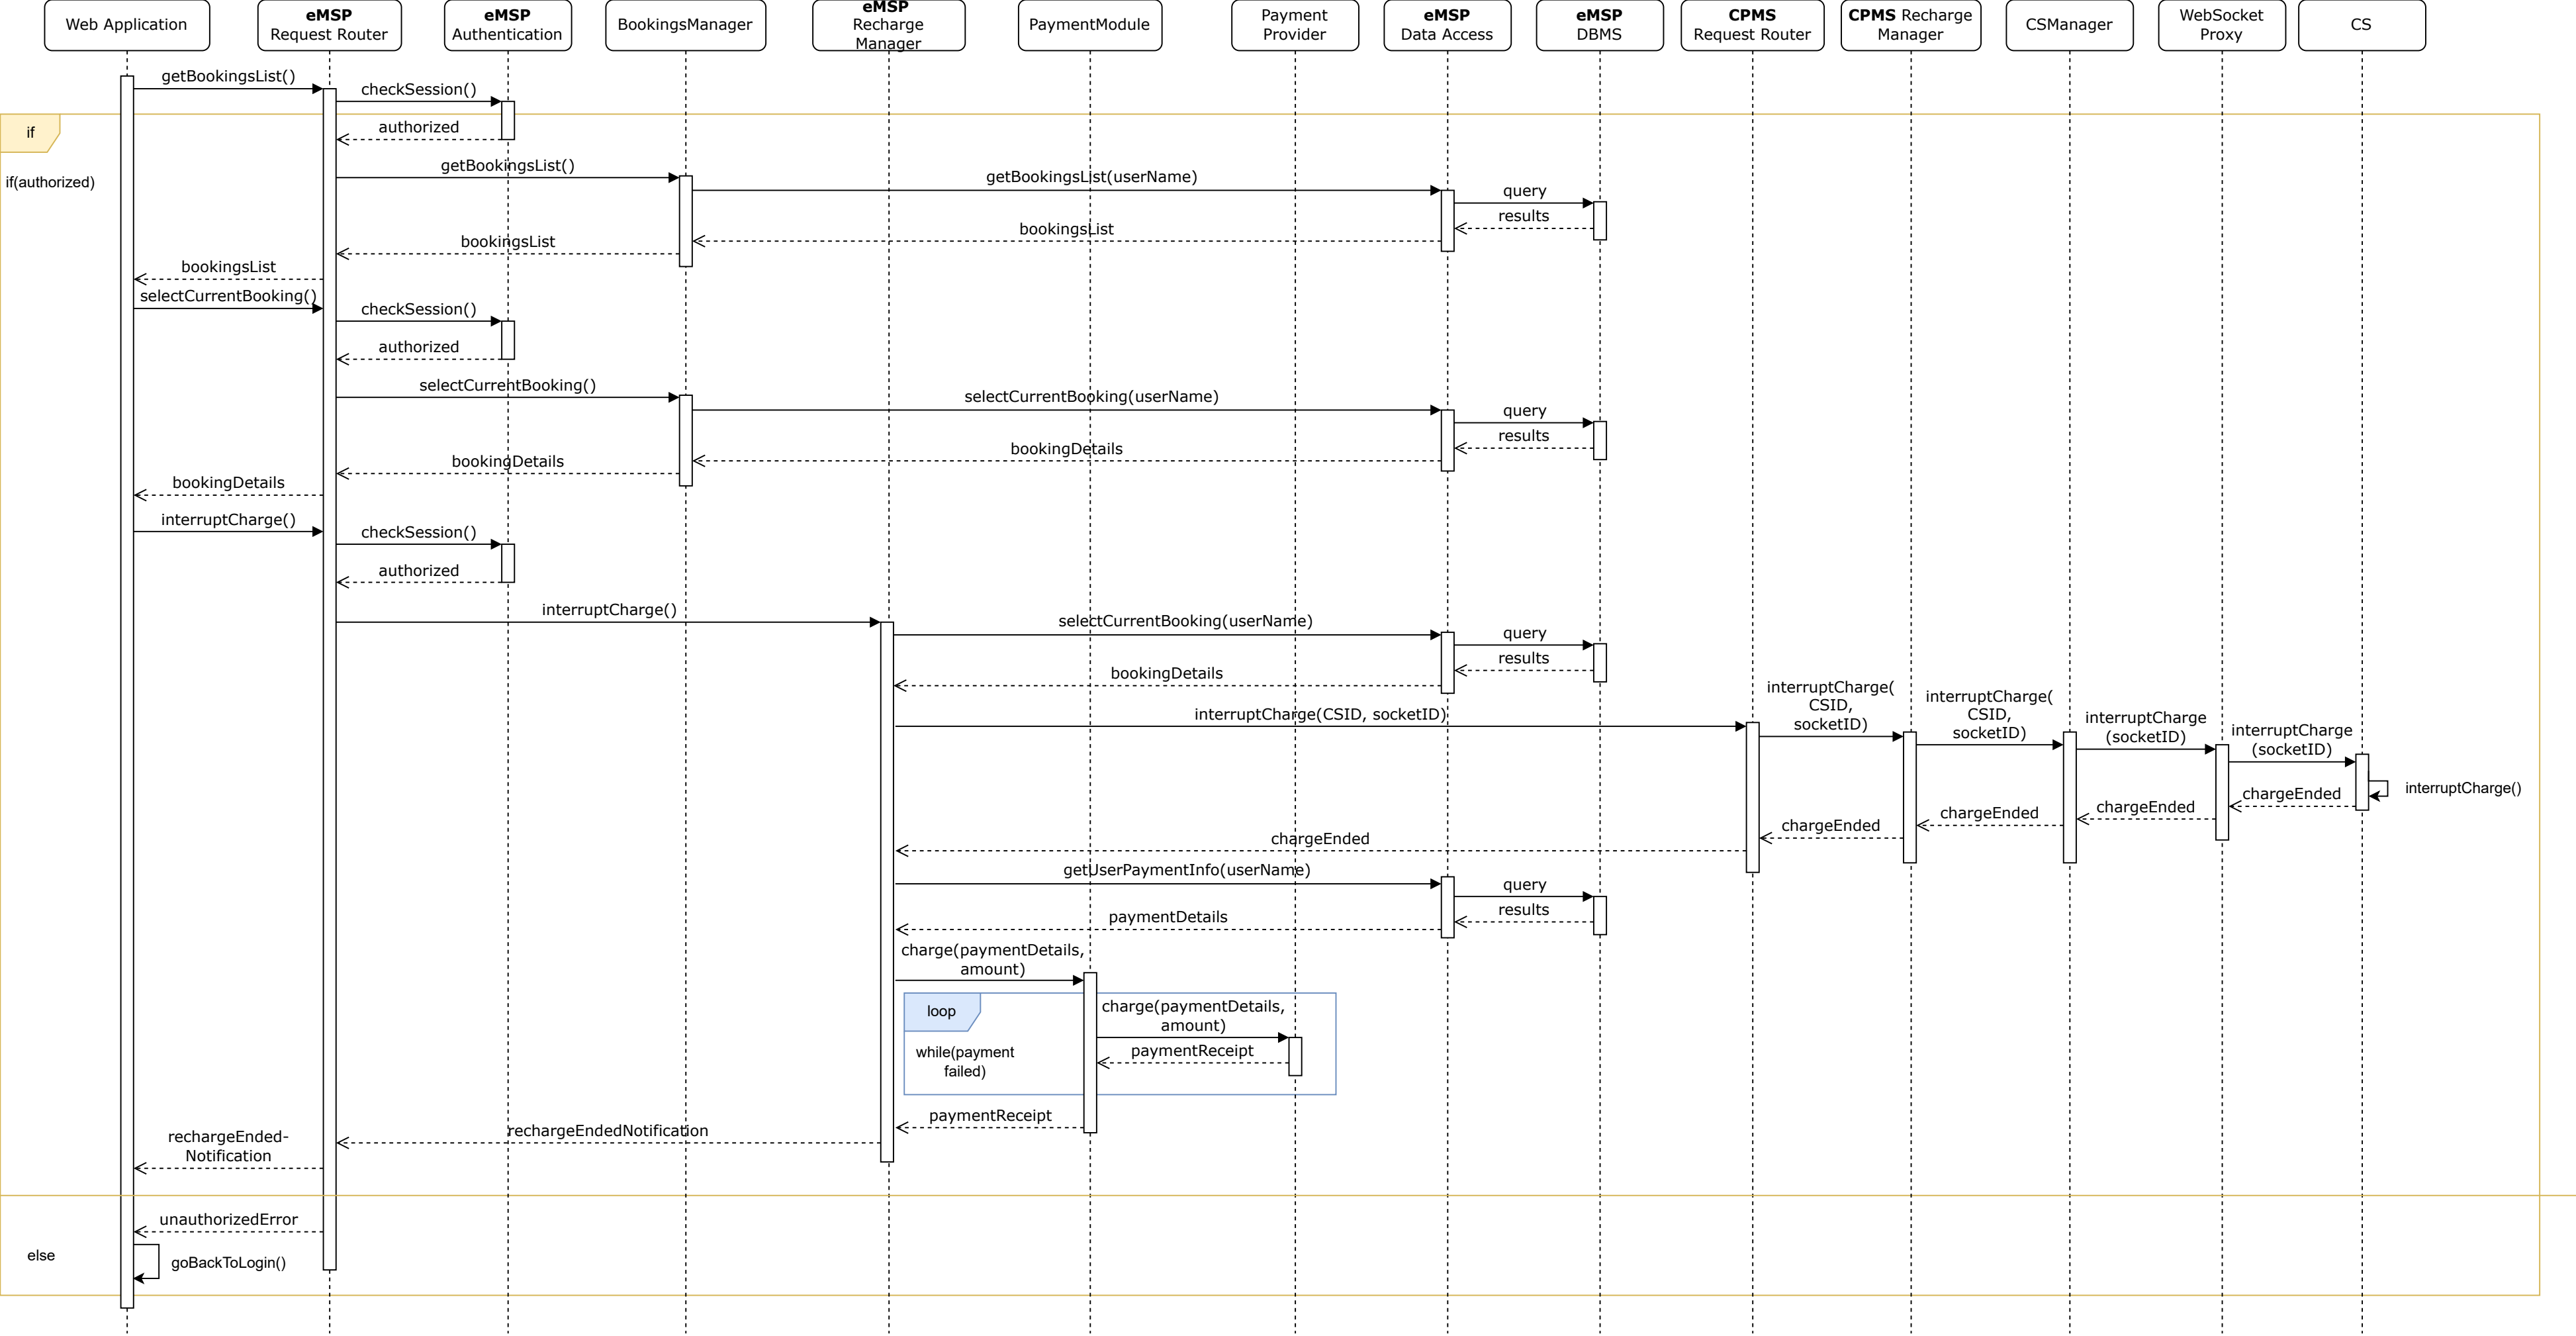 Web Application
eMSP
Request Router
eMSP
Authentication
BookingsManager
eMSP
Recharge
Manager
PaymentModule
Payment
Provider
eMSP
Data Access
eMSP
DBMS
CPMS
Request Router
CPMS Recharge
Manager
CSManager
WebSocket
Proxy
CS
getBookingsList()
checkSession()
if
authorized
if(authorized)
getBookingsList()
getBookingsList(userName)
query
results
bookingsList
bookingsList
bookingsList
selectCurrentBooking()
checkSession()
authorized
selectCurrentBooking()
selectCurrentBooking(userName)
query
results
bookingDetails
bookingDetails
bookingDetails
interruptCharge()
checkSession()
authorized
interruptCharge()
selectCurrentBooking(userName)
query
results
bookingDetails
interruptCharge(CSID, socketID)
interruptCharge(
CSID,
socketID)
interruptCharge(
CSID,
socketID)
interruptCharge
(socketID)
interruptCharge
(socketID)
interruptCharge()
chargeEnded
chargeEnded
chargeEnded
chargeEnded
chargeEnded
getUserPaymentInfo(userName)
query
results
paymentDetails
charge(paymentDetails,
amount)
loop
while(payment
failed)
charge(paymentDetails,
amount)
paymentReceipt
paymentReceipt
rechargeEndedNotification
rechargeEnded-
Notification
unauthorizedError
else
goBackToLogin()